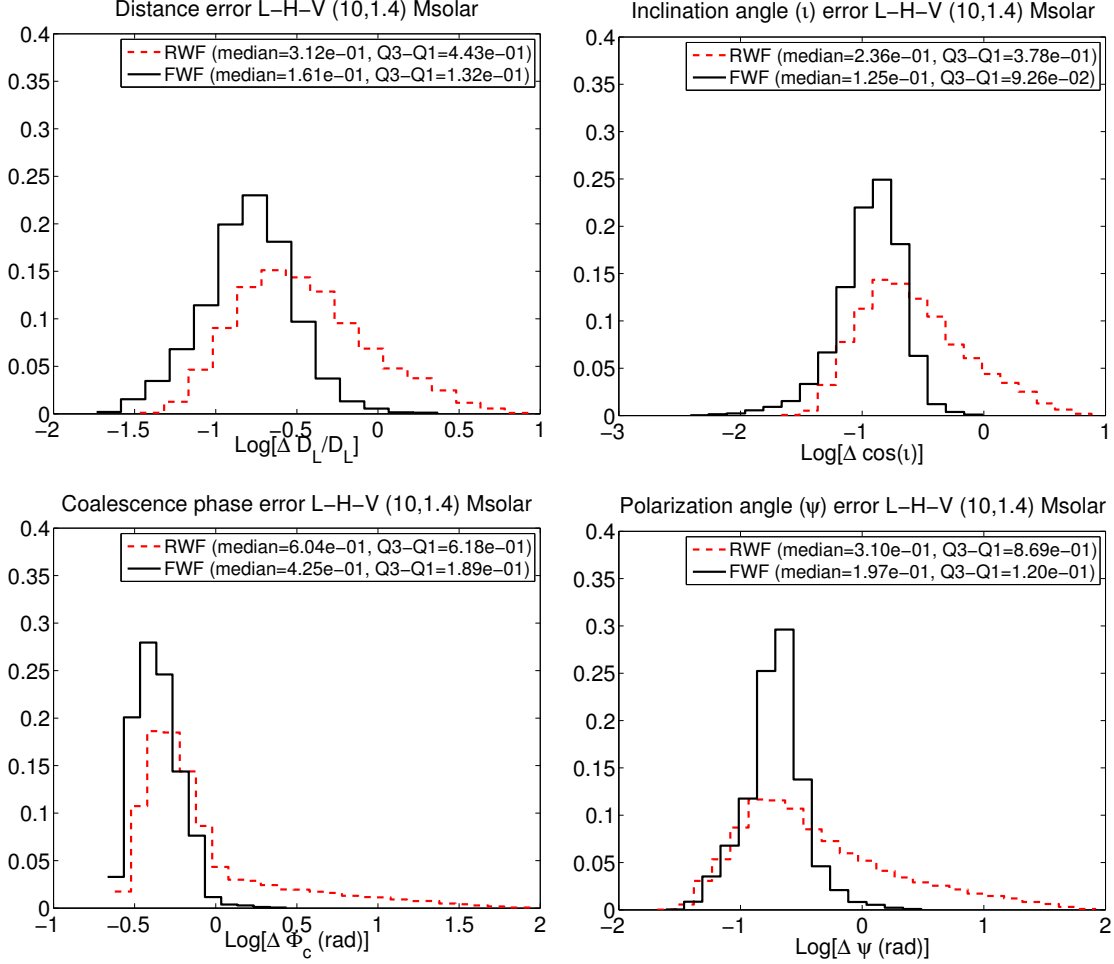 Distance error L−H−V (10,1.4) Msolar
RWF (median=3.12e−01, Q3−Q1=4.43e−01)
FWF (median=1.61e−01, Q3−Q1=1.32e−01)
0.4
0.35
0.3
0.25
0.2
0.15
0.1
0.05
0
−2 −1.5 −1 −0.5 0 0.5 1
Log[Δ D_L/D_L]
Inclination angle (ι) error L−H−V (10,1.4) Msolar
RWF (median=2.36e−01, Q3−Q1=3.78e−01)
FWF (median=1.25e−01, Q3−Q1=9.26e−02)
0.4
0.35
0.3
0.25
0.2
0.15
0.1
0.05
0
−3 −2 −1 0 1
Log[Δ cos(ι)]
Coalescence phase error L−H−V (10,1.4) Msolar
RWF (median=6.04e−01, Q3−Q1=6.18e−01)
FWF (median=4.25e−01, Q3−Q1=1.89e−01)
0.4
0.35
0.3
0.25
0.2
0.15
0.1
0.05
0
−1 −0.5 0 0.5 1 1.5 2
Log[Δ Φ_c (rad)]
Polarization angle (ψ) error L−H−V (10,1.4) Msolar
RWF (median=3.10e−01, Q3−Q1=8.69e−01)
FWF (median=1.97e−01, Q3−Q1=1.20e−01)
0.4
0.35
0.3
0.25
0.2
0.15
0.1
0.05
0
−2 −1 0 1 2
Log[Δ ψ (rad)]